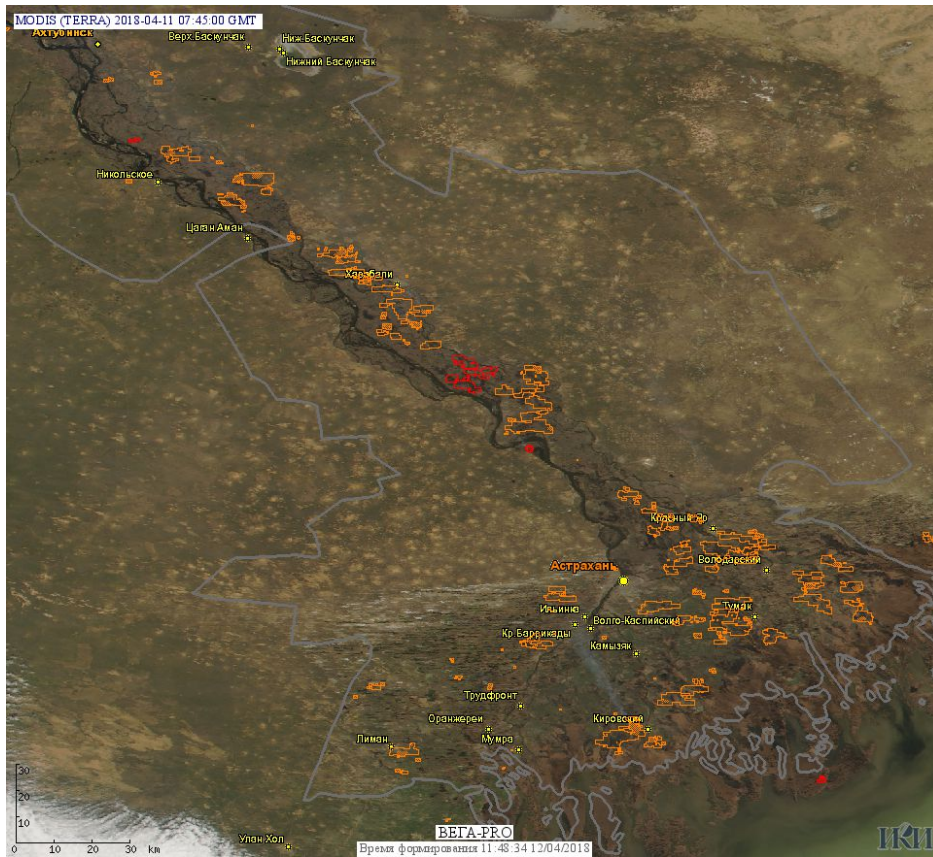 MODIS (TERRA) 2018-04-11 07:45:00 GMT
Ахтубинск
Верх.Баскунчак
Ниж.Баскунчак
Нижний Баскунчак
Никольское
Цаган Аман
Харабали
Красный Яр
Володарский
Астрахань
Ильинка
Тумак
Волго-Каспийский
Кр.Баррикады
Камызяк
Трудфронт
Оранжереи
Кировский
Лиман
Мумра
30
20
10
0 10 20 30 км
Улан-Хол
ВЕГА-PRO
Время формирования 11:48:34 12/04/2018
ИКИ